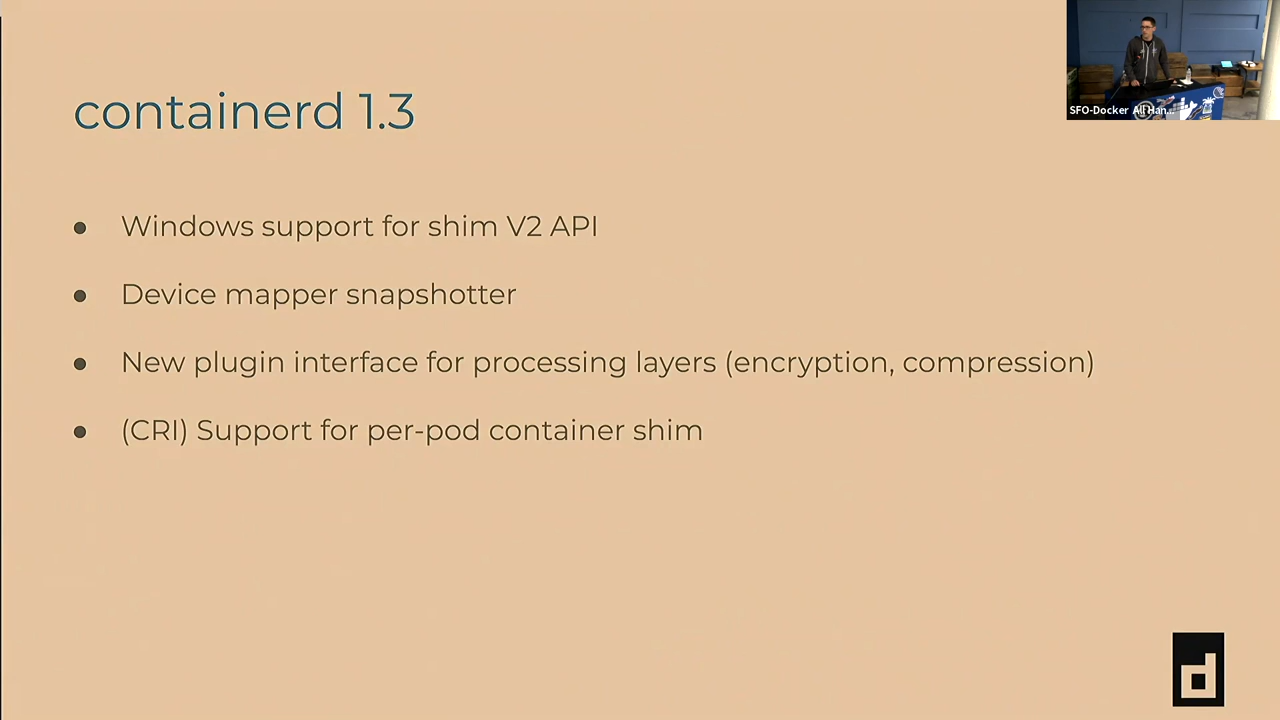 containerd 1.3
SFO-Docker All Han...
● Windows support for shim V2 API
● Device mapper snapshotter
● New plugin interface for processing layers (encryption, compression)
● (CRI) Support for per-pod container shim
d